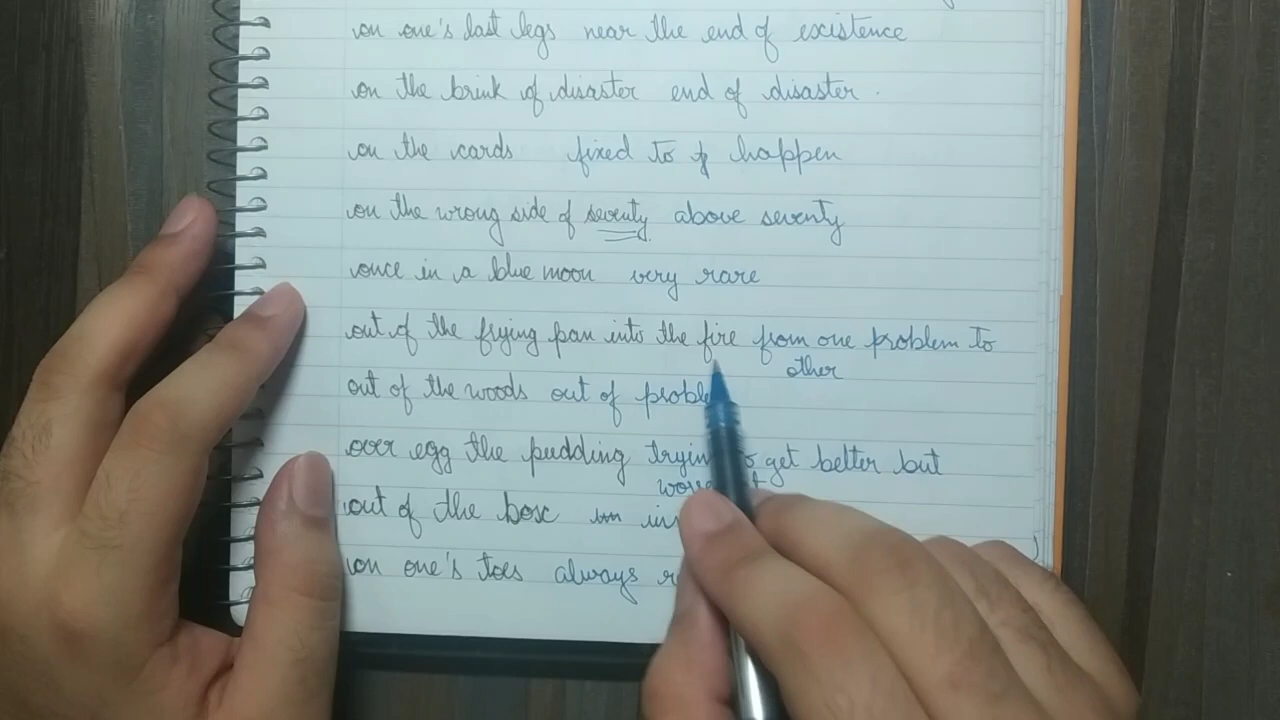 on one's last legs near the end of existence
on the brink of disaster end of disaster.
on the cards fixed to happen
on the wrong side of seventy above seventy
once in a blue moon very rare
out of the frying pan into the fire from one problem to
other
out of the woods out of
over egg the pudding get better but
out of the box
on one's toes always